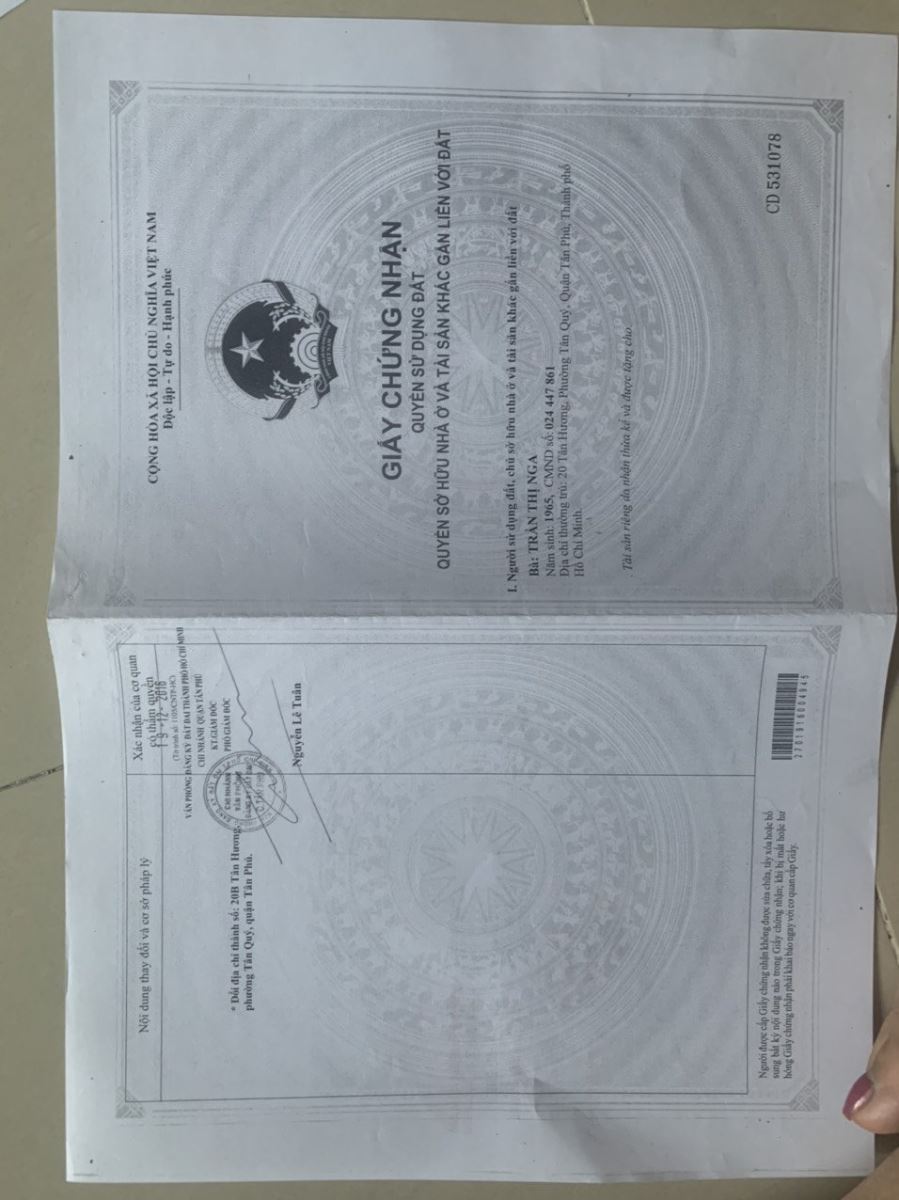 CỘNG HÒA XÃ HỘI CHỦ NGHĨA VIỆT NAM
Độc lập - Tự do - Hạnh phúc
GIẤY CHỨNG NHẬN
QUYỀN SỬ DỤNG ĐẤT
QUYỀN SỞ HỮU NHÀ Ở VÀ TÀI SẢN KHÁC GẮN LIỀN VỚI ĐẤT
I. Người sử dụng đất, chủ sở hữu nhà ở và tài sản khác gắn liền với đất
Bà: TRẦN THỊ NGA
Năm sinh: 1965, CMND số: 024 447 861
Địa chỉ thường trú: 20 Tân Hương, Phường Tân Quý, Quận Tân Phú, Thành phố
Hồ Chí Minh.
. Tài sản riêng do nhận thừa kế và được tặng cho.
CD 531078
Nội dung thay đổi và cơ sở pháp lý
Xác nhận của cơ quan
có thẩm quyền
19 -12- 2016
VĂN PHÒNG ĐĂNG KÝ ĐẤT ĐAI THÀNH PHỐ HỒ CHÍ MINH
CHI NHÁNH QUẬN TÂN PHÚ
KT.GIÁM ĐỐC
PHÓ GIÁM ĐỐC
* Đổi địa chỉ thành số: 20B Tân Hương,
phường Tân Quý, quận Tân Phú.
CHI NHÁNH
VĂN PHÒNG
Q.TÂN PHÚ
Nguyễn Lê Tuấn
Người được cấp Giấy chứng nhận không được sửa chữa, tẩy xóa hoặc bổ
sung bất kỳ nội dung nào trong Giấy chứng nhận; khi bị mất hoặc hư
hỏng Giấy chứng nhận phải khai báo ngay với cơ quan cấp Giấy.
2701916004945